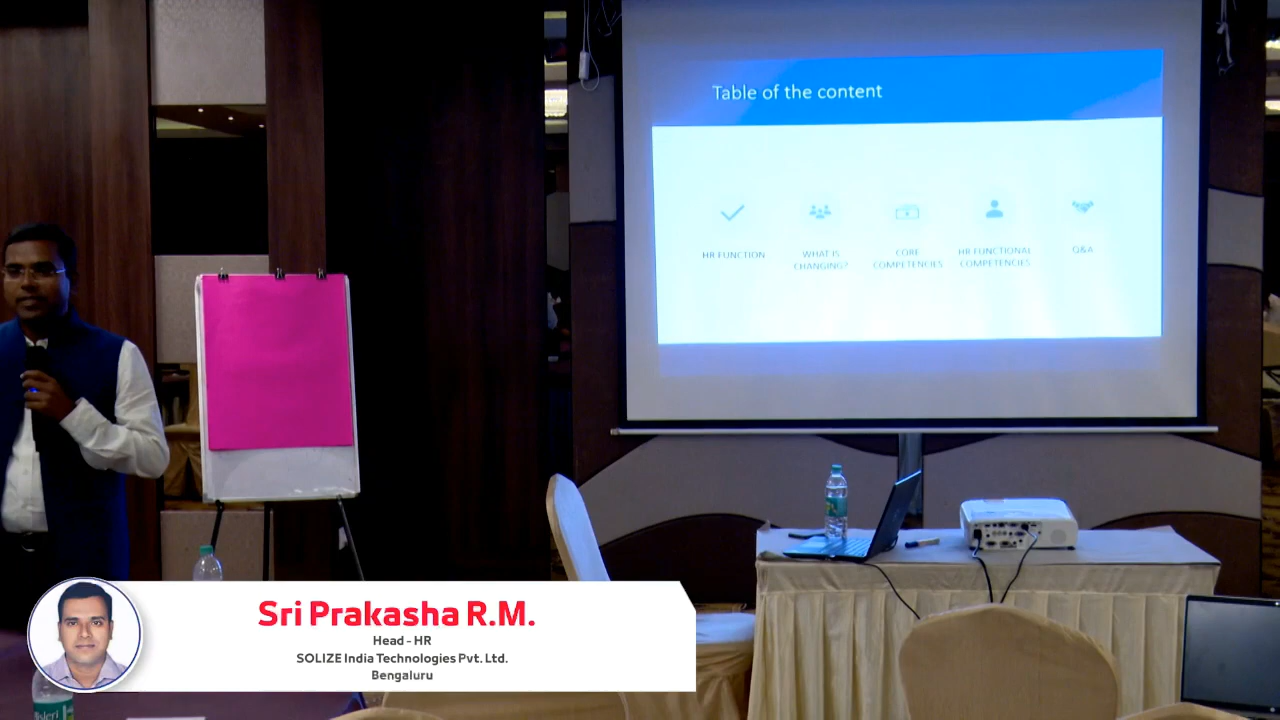 Table of the content
HR FUNCTION
WHAT IS
CHANGING?
CORE
COMPETENCIES
HR FUNCTIONAL
COMPETENCIES
Q&A
Sri Prakasha R.M.
Head - HR
SOLIZE India Technologies Pvt. Ltd.
Bengaluru